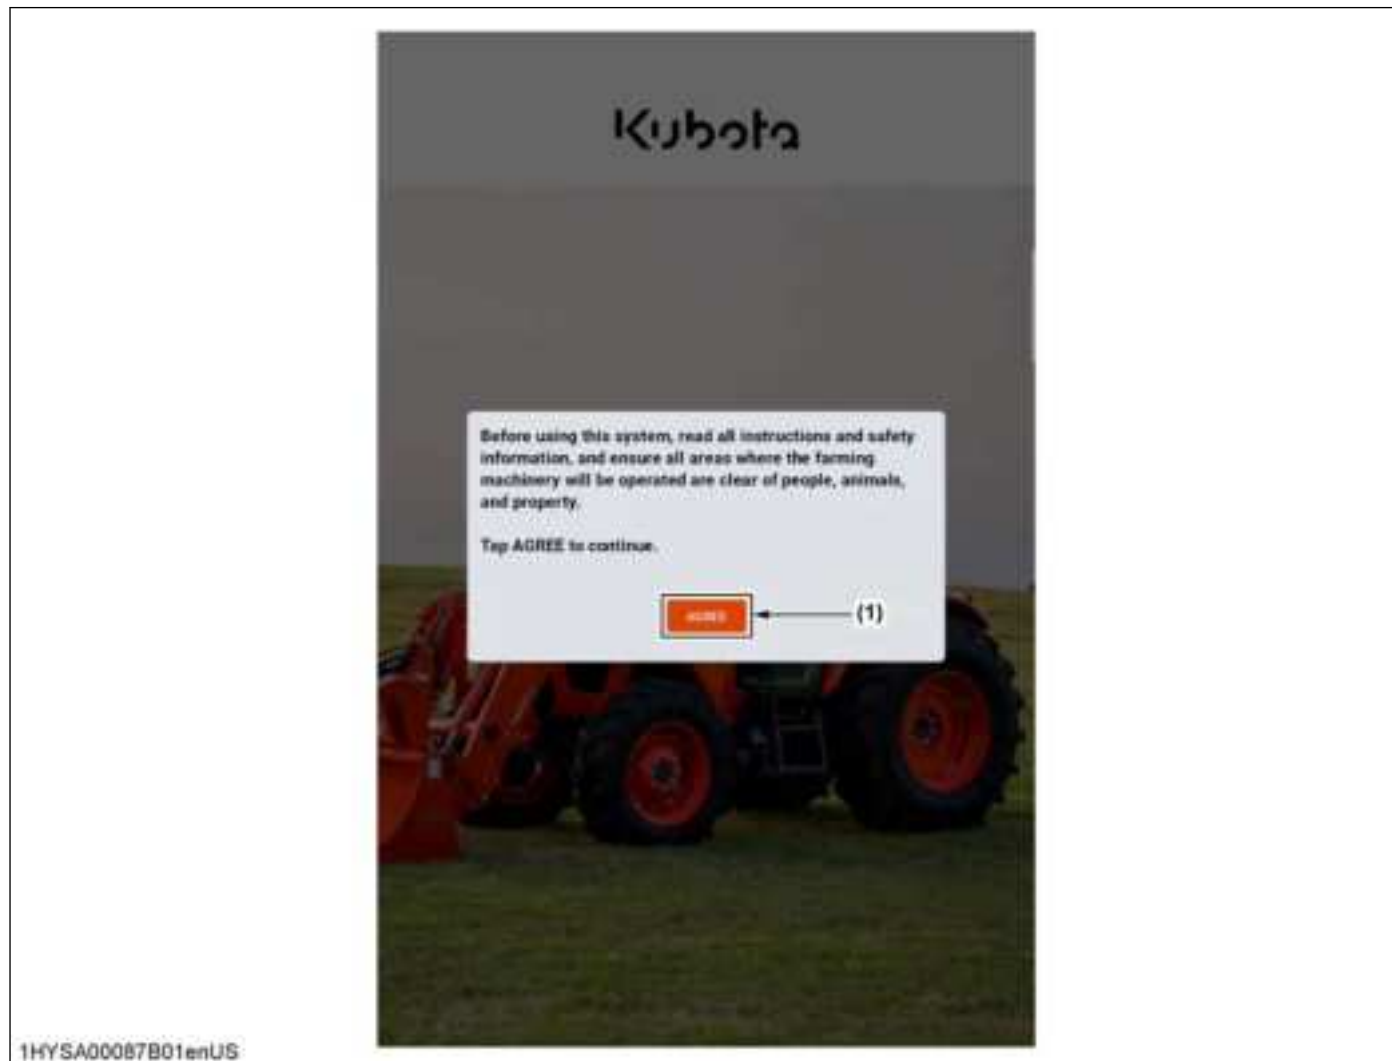 Kubota
Before using this system, read all instructions and safety
information, and ensure all areas where the farming
machinery will be operated are clear of people, animals,
and property.
Tap AGREE to continue.
AGREE
(1)
1HYSA00087B01enUS